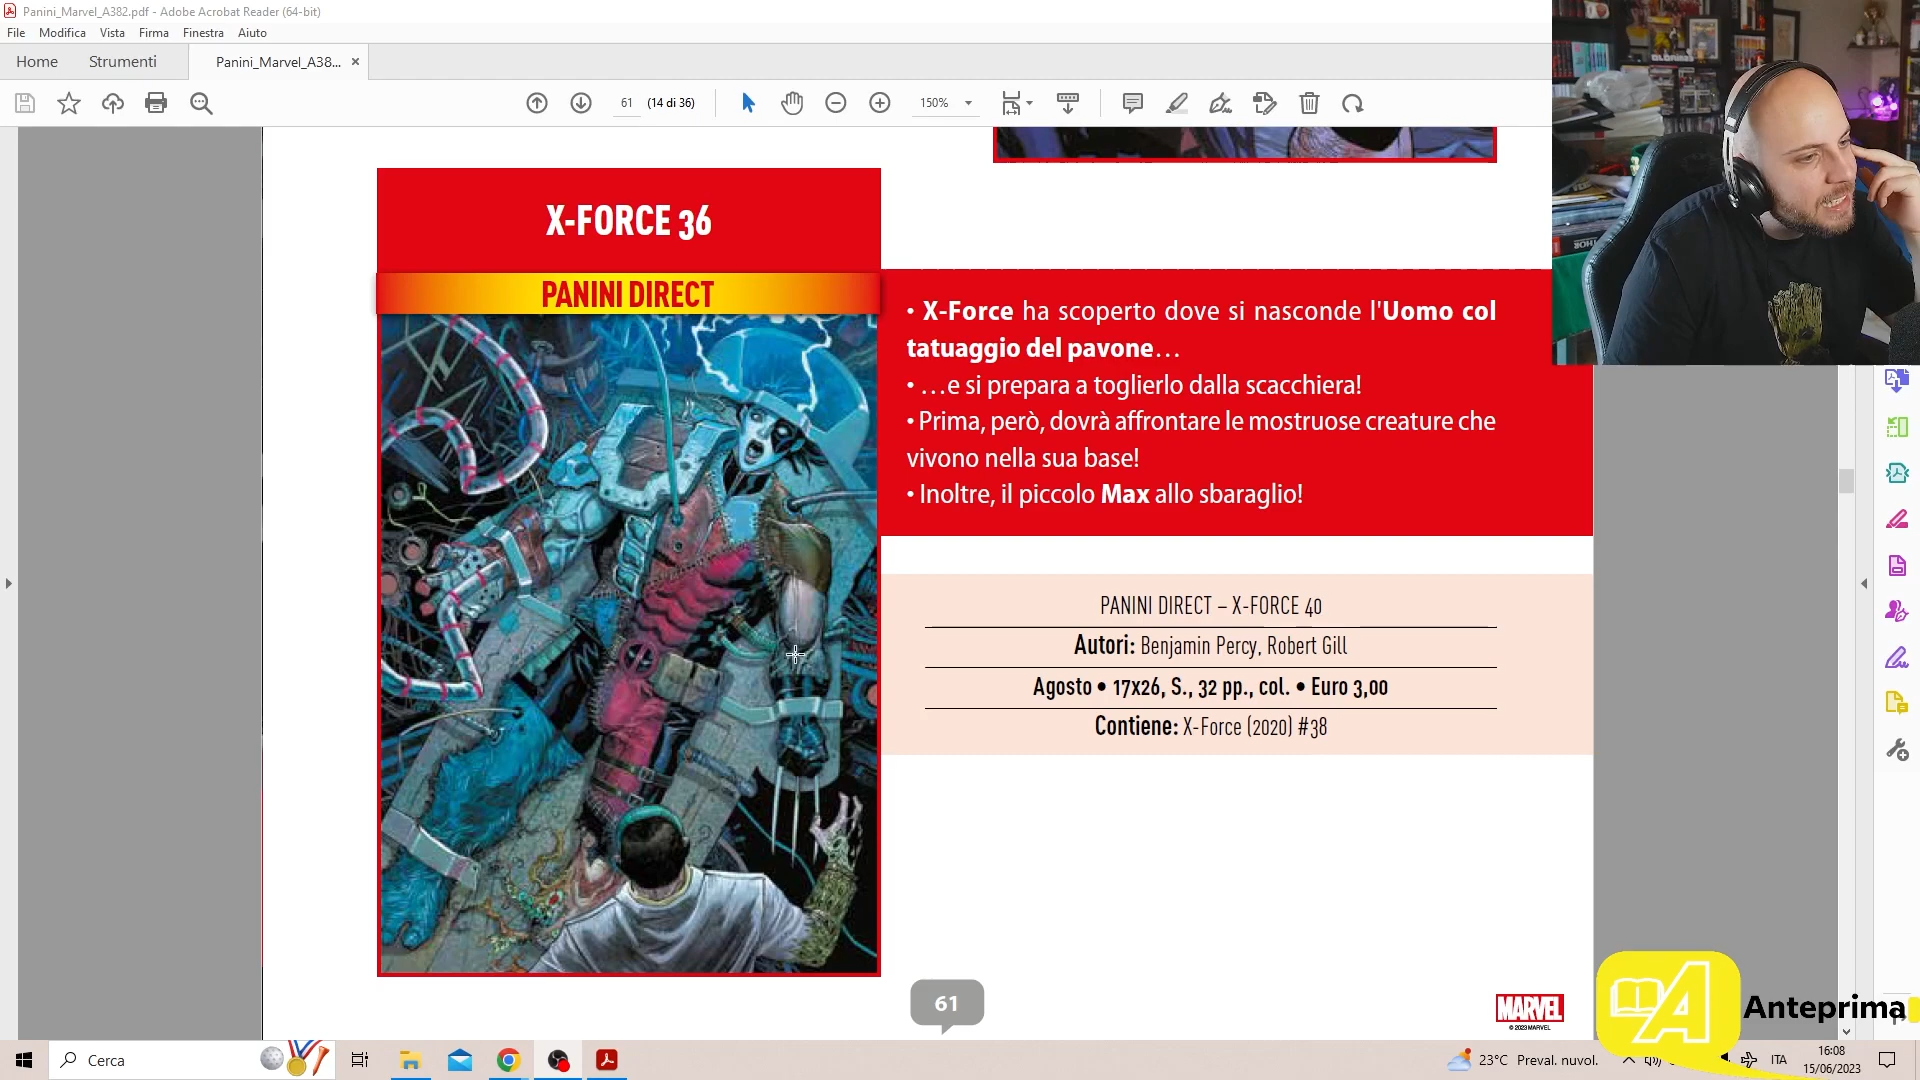 Panini_Marvel_A382.pdf - Adobe Acrobat Reader (64-bit)
File Modifica Vista Firma Finestra Aiuto
Home Strumenti Panini_Marvel_A38... ×
61 (14 di 36) 150%
X-FORCE 36
PANINI DIRECT
• X-Force ha scoperto dove si nasconde l'Uomo col
tatuaggio del pavone…
• …e si prepara a toglierlo dalla scacchiera!
• Prima, però, dovrà affrontare le mostruose creature che
vivono nella sua base!
• Inoltre, il piccolo Max allo sbaraglio!
PANINI DIRECT – X-FORCE 40
Autori: Benjamin Percy, Robert Gill
Agosto • 17x26, S., 32 pp., col. • Euro 3,00
Contiene: X-Force (2020) #38
61
MARVEL
© 2023 MARVEL
A Anteprima
Cerca
23°C Preval. nuvol.
ITA
16:08
15/06/2023